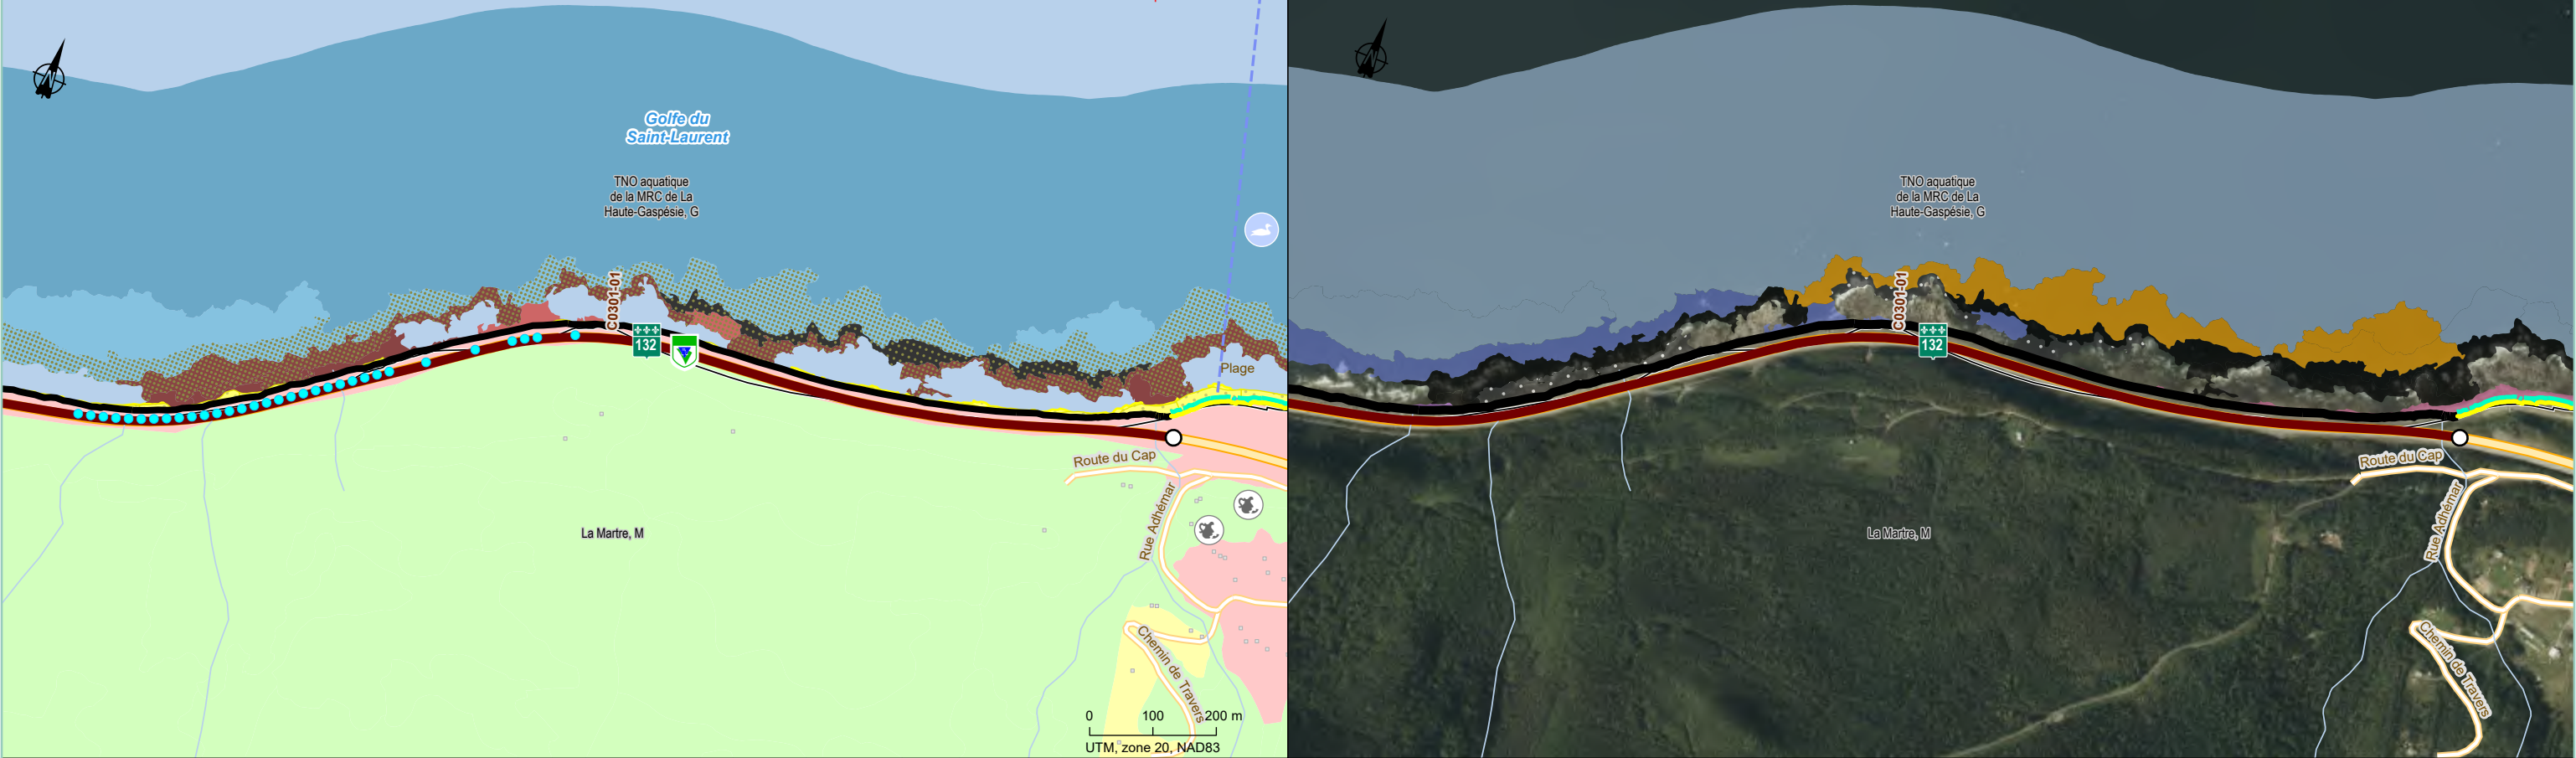 Golfe du
Saint-Laurent
TNO aquatique
de la MRC de La
Haute-Gaspésie, G
C0301-01
132
Plage
Route du Cap
Rue Adhémar
La Martre, M
Chemin de Travers
0 100 200 m
UTM, zone 20, NAD83
TNO aquatique
de la MRC de La
Haute-Gaspésie, G
C0301-01
132
Route du Cap
Rue Adhémar
La Martre, M
Chemin de Travers